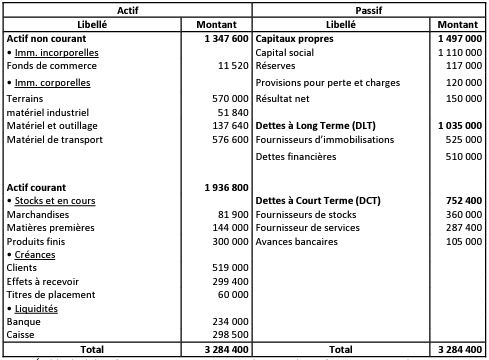 Actif Passif
Libellé Montant Libellé Montant
Actif non courant 1 347 600 Capitaux propres 1 497 000
• Imm. incorporelles Capital social 1 110 000
Fonds de commerce 11 520 Réserves 117 000
• Imm. corporelles Provisions pour perte et charges 120 000
Terrains 570 000 Résultat net 150 000
matériel industriel 51 840
Matériel et outillage 137 640 Dettes à Long Terme (DLT) 1 035 000
Matériel de transport 576 600 Fournisseurs d'immobilisations 525 000
Dettes financières 510 000
Actif courant 1 936 800
• Stocks et en cours Dettes à Court Terme (DCT) 752 400
Marchandises 81 900 Fournisseurs de stocks 360 000
Matières premières 144 000 Fournisseur de services 287 400
Produits finis 300 000 Avances bancaires 105 000
• Créances
Clients 519 000
Effets à recevoir 299 400
Titres de placement 60 000
• Liquidités
Banque 234 000
Caisse 298 500
Total 3 284 400 Total 3 284 400